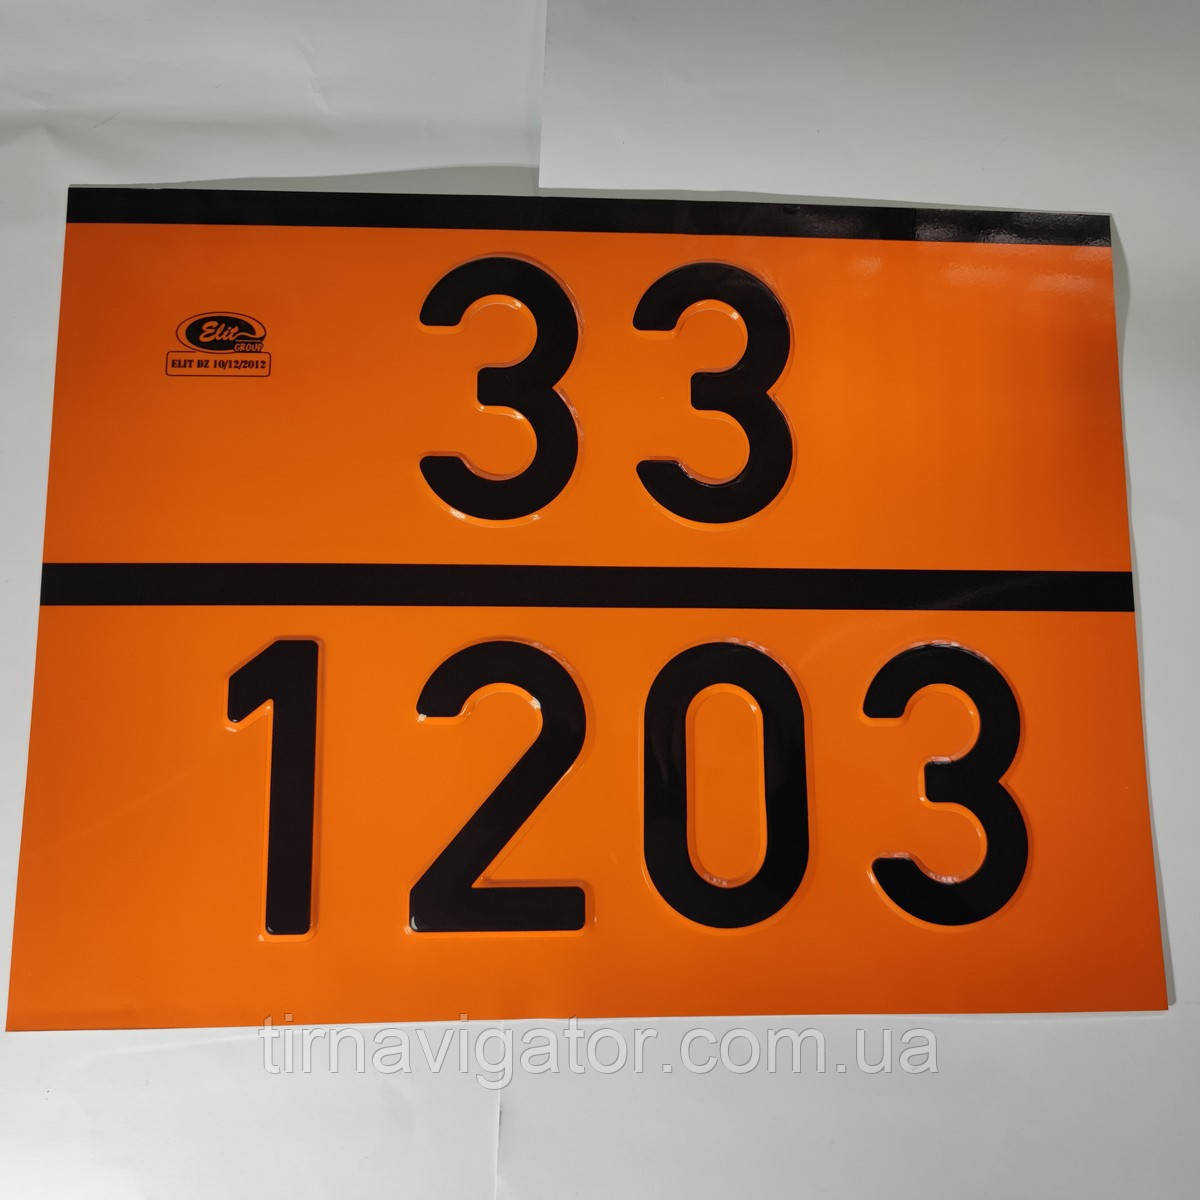 33
Elit
GROUP
ELIT DZ 10/12/2012
1203
tirnavigator.com.ua